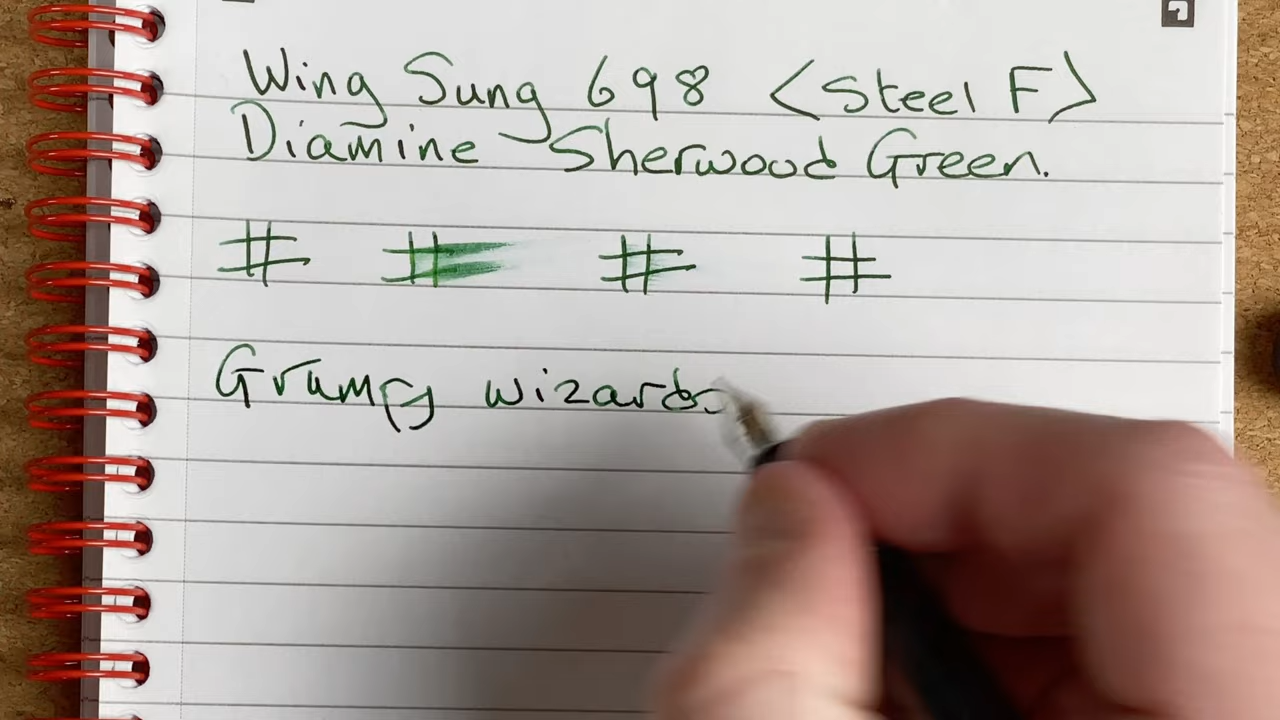 Wing Sung 698 <Steel F>
Diamine Sherwood Green.
# # # #
Grumpy wizards